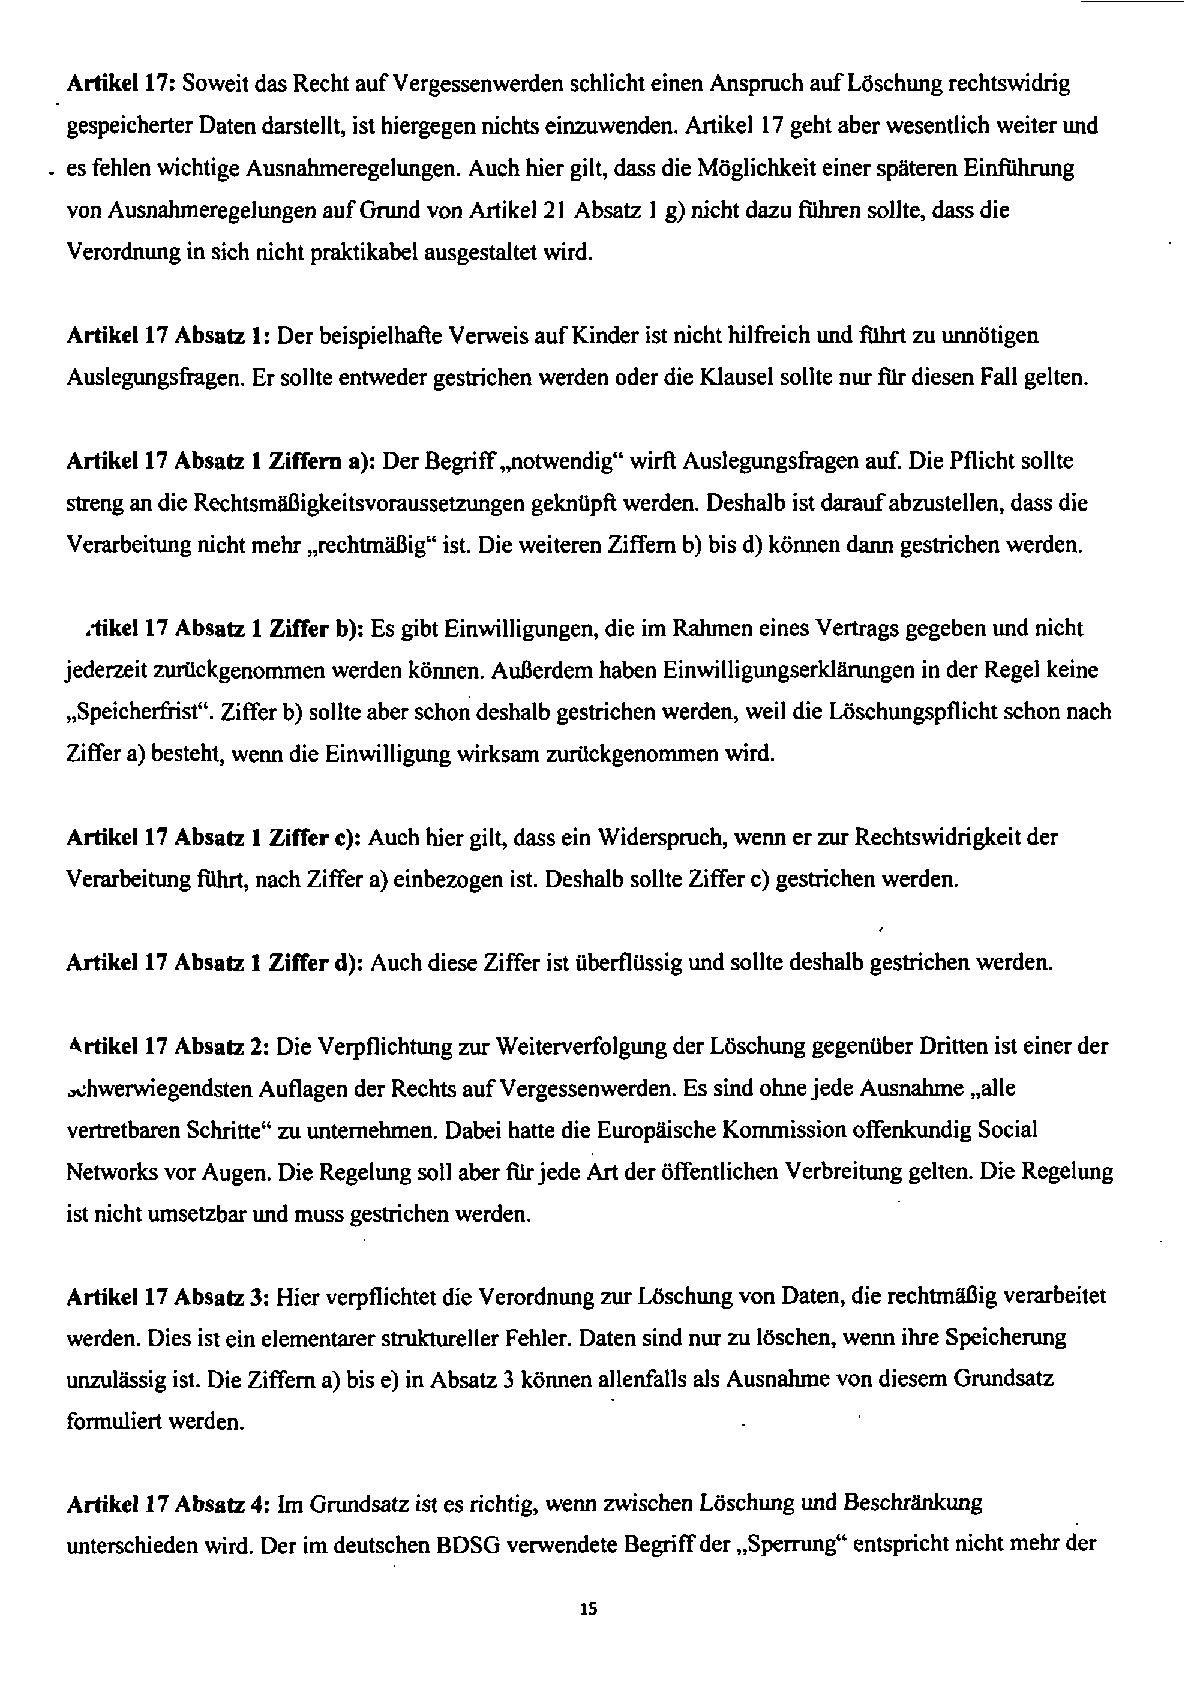 Artikel 17: Soweit das Recht auf Vergessenwerden schlicht einen Anspruch auf Löschung rechtswidrig
gespeicherter Daten darstellt, ist hiergegen nichts einzuwenden. Artikel 17 geht aber wesentlich weiter und
es fehlen wichtige Ausnahmeregelungen. Auch hier gilt, dass die Möglichkeit einer späteren Einführung
von Ausnahmeregelungen auf Grund von Artikel 21 Absatz 1 g) nicht dazu führen sollte, dass die
Verordnung in sich nicht praktikabel ausgestaltet wird.
Artikel 17 Absatz 1: Der beispielhafte Verweis auf Kinder ist nicht hilfreich und führt zu unnötigen
Auslegungsfragen. Er sollte entweder gestrichen werden oder die Klausel sollte nur für diesen Fall gelten.
Artikel 17 Absatz 1 Ziffern a): Der Begriff „notwendig“ wirft Auslegungsfragen auf. Die Pflicht sollte
streng an die Rechtsmäßigkeitsvoraussetzungen geknüpft werden. Deshalb ist darauf abzustellen, dass die
Verarbeitung nicht mehr „rechtmäßig“ ist. Die weiteren Ziffern b) bis d) können dann gestrichen werden.
tikel 17 Absatz 1 Ziffer b): Es gibt Einwilligungen, die im Rahmen eines Vertrags gegeben und nicht
jederzeit zurückgenommen werden können. Außerdem haben Einwilligungserklärungen in der Regel keine
„Speicherfrist“. Ziffer b) sollte aber schon deshalb gestrichen werden, weil die Löschungspflicht schon nach
Ziffer a) besteht, wenn die Einwilligung wirksam zurückgenommen wird.
Artikel 17 Absatz 1 Ziffer c): Auch hier gilt, dass ein Widerspruch, wenn er zur Rechtswidrigkeit der
Verarbeitung führt, nach Ziffer a) einbezogen ist. Deshalb sollte Ziffer c) gestrichen werden.
Artikel 17 Absatz 1 Ziffer d): Auch diese Ziffer ist überflüssig und sollte deshalb gestrichen werden.
Artikel 17 Absatz 2: Die Verpflichtung zur Weiterverfolgung der Löschung gegenüber Dritten ist einer der
schwerwiegendsten Auflagen der Rechts auf Vergessenwerden. Es sind ohne jede Ausnahme „alle
vertretbaren Schritte“ zu unternehmen. Dabei hatte die Europäische Kommission offenkundig Social
Networks vor Augen. Die Regelung soll aber für jede Art der öffentlichen Verbreitung gelten. Die Regelung
ist nicht umsetzbar und muss gestrichen werden.
Artikel 17 Absatz 3: Hier verpflichtet die Verordnung zur Löschung von Daten, die rechtmäßig verarbeitet
werden. Dies ist ein elementarer struktureller Fehler. Daten sind nur zu löschen, wenn ihre Speicherung
unzulässig ist. Die Ziffern a) bis e) in Absatz 3 können allenfalls als Ausnahme von diesem Grundsatz
formuliert werden.
Artikel 17 Absatz 4: Im Grundsatz ist es richtig, wenn zwischen Löschung und Beschränkung
unterschieden wird. Der im deutschen BDSG verwendete Begriff der „Sperrung“ entspricht nicht mehr der
15